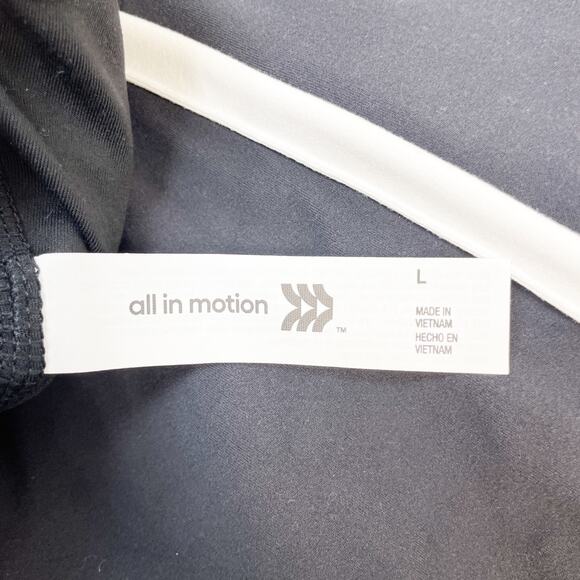 all in motion
TM
L
MADE IN
VIETNAM
HECHO EN
VIETNAM